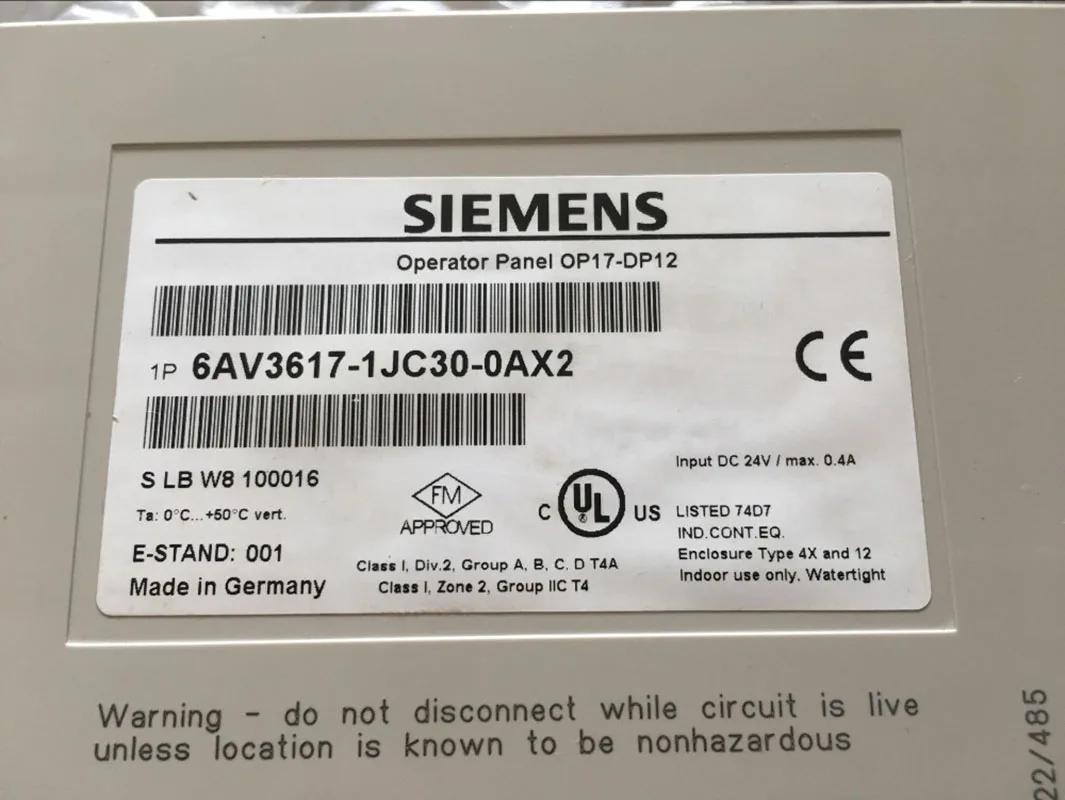 SIEMENS
Operator Panel OP17-DP12
1P 6AV3617-1JC30-0AX2
CE
S LB W8 100016
Ta: 0°C...+50°C vert.
E-STAND: 001
Made in Germany
FM
APPROVED
Class I, Div.2, Group A, B, C, D T4A
Class I, Zone 2, Group IIC T4
Input DC 24V / max. 0.4A
C UL ® US
LISTED 74D7
IND.CONT.EQ.
Enclosure Type 4X and 12
Indoor use only, Watertight
Warning - do not disconnect while circuit is live
unless location is known to be nonhazardous
22/485